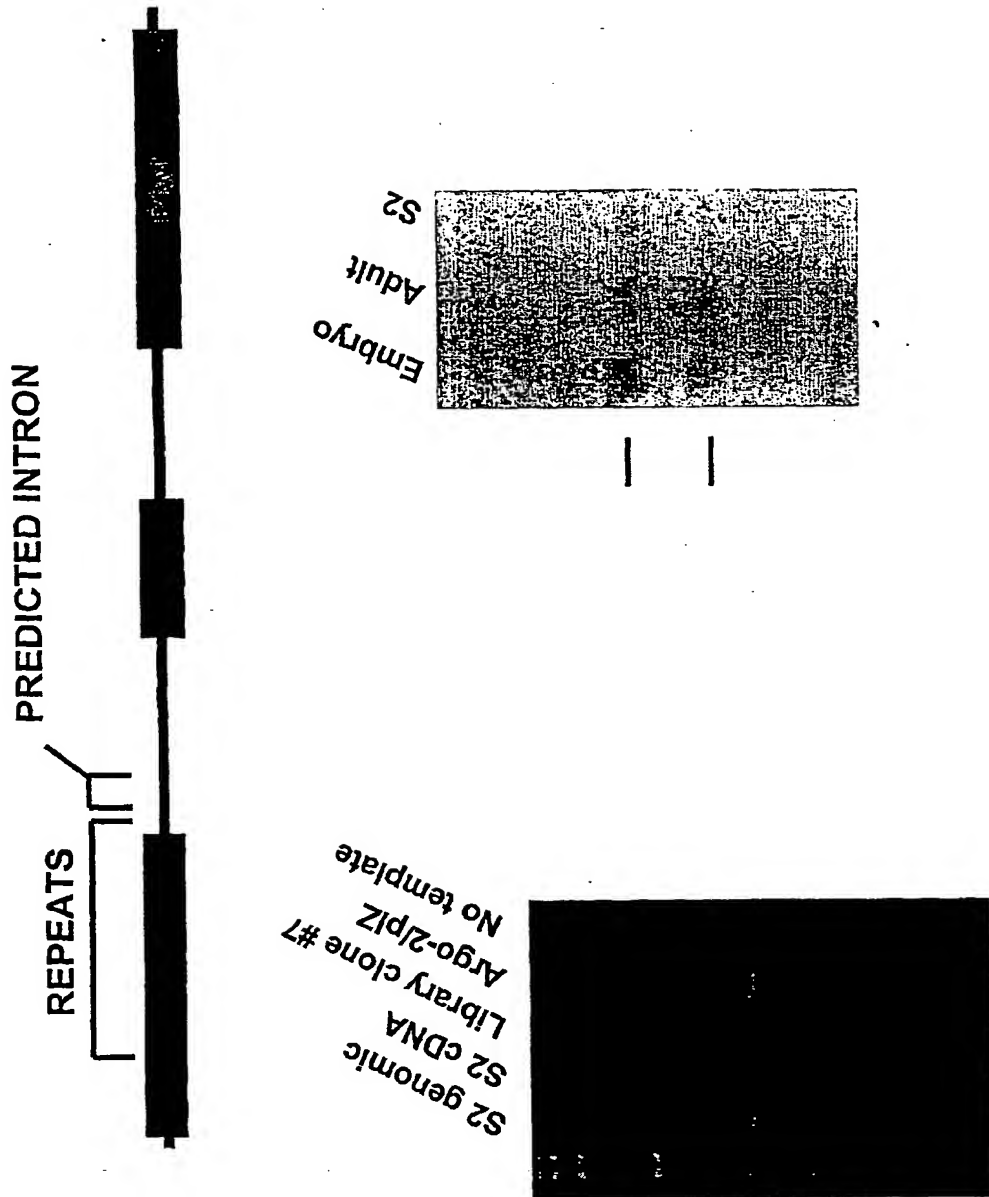 PREDICTED INTRON
REPEATS
Embryo
Adult
S2
S2 genomic
S2 cDNA
Library clone #7
Argo-2/pIZ
No template